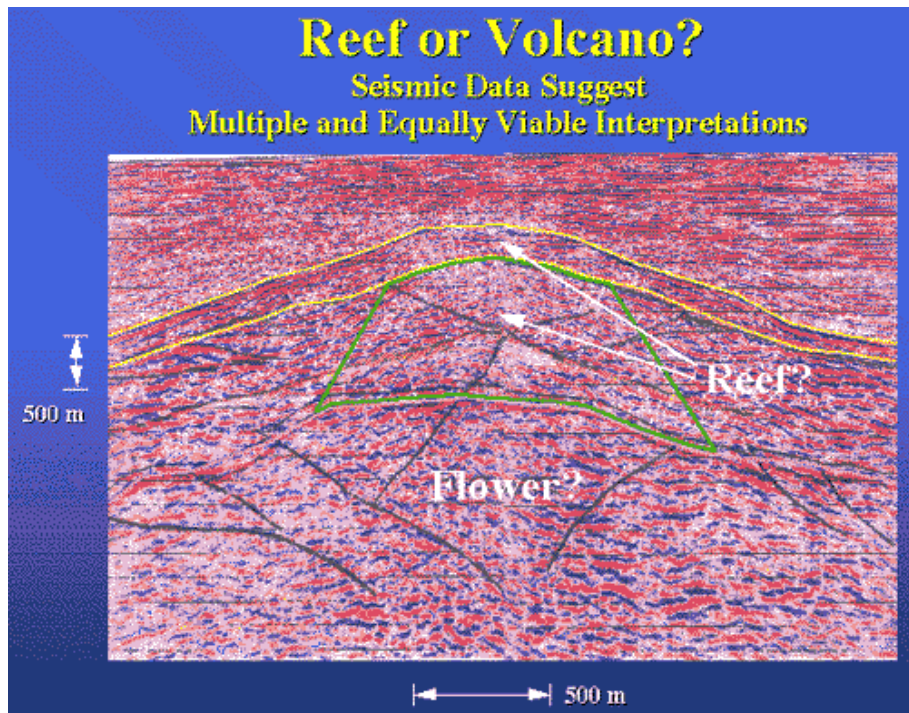 Reef or Volcano?
Seismic Data Suggest
Multiple and Equally Viable Interpretations
Reef?
500 m
Flower?
500 m